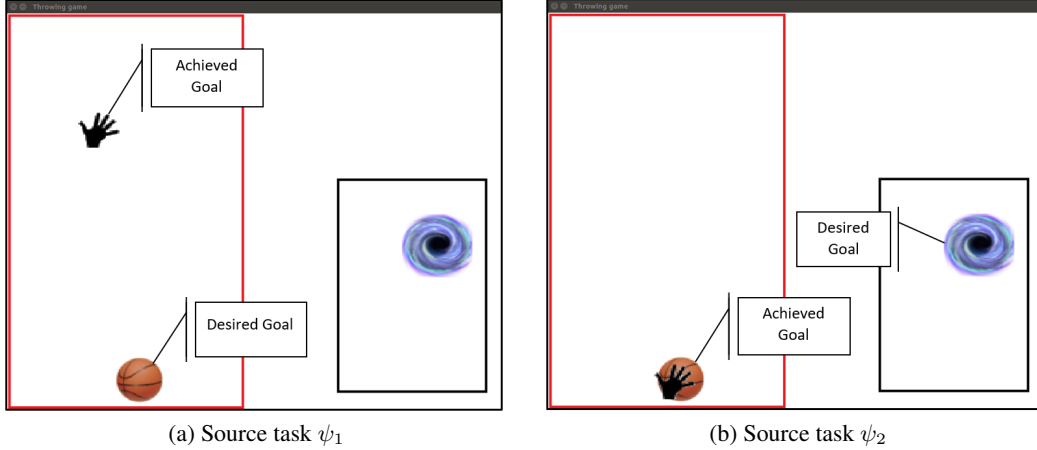 Throwing game
Achieved
Goal
Desired Goal
(a) Source task ψ1
Throwing game
Desired
Goal
Achieved
Goal
(b) Source task ψ2